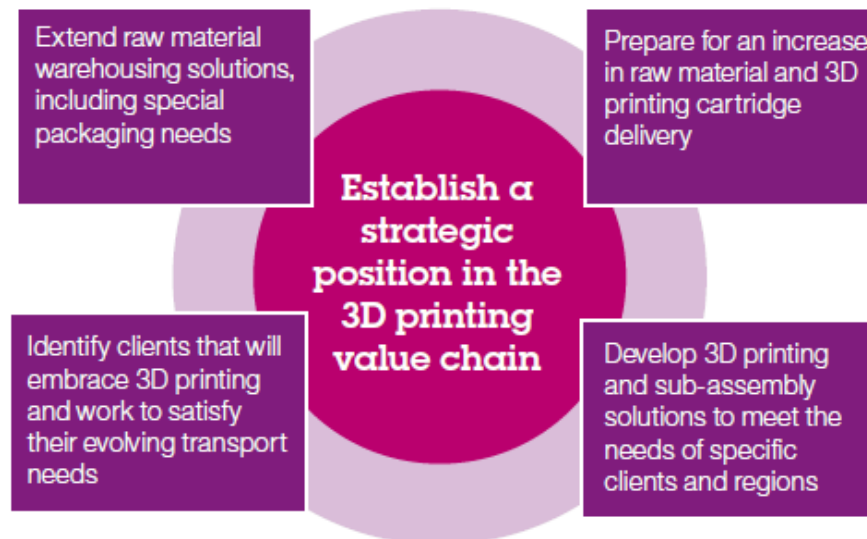 Extend raw material
warehousing solutions,
including special
packaging needs
Prepare for an increase
in raw material and 3D
printing cartridge
delivery
Establish a
strategic
position in the
3D printing
value chain
Identify clients that will
embrace 3D printing
and work to satisfy
their evolving transport
needs
Develop 3D printing
and sub-assembly
solutions to meet the
needs of specific
clients and regions